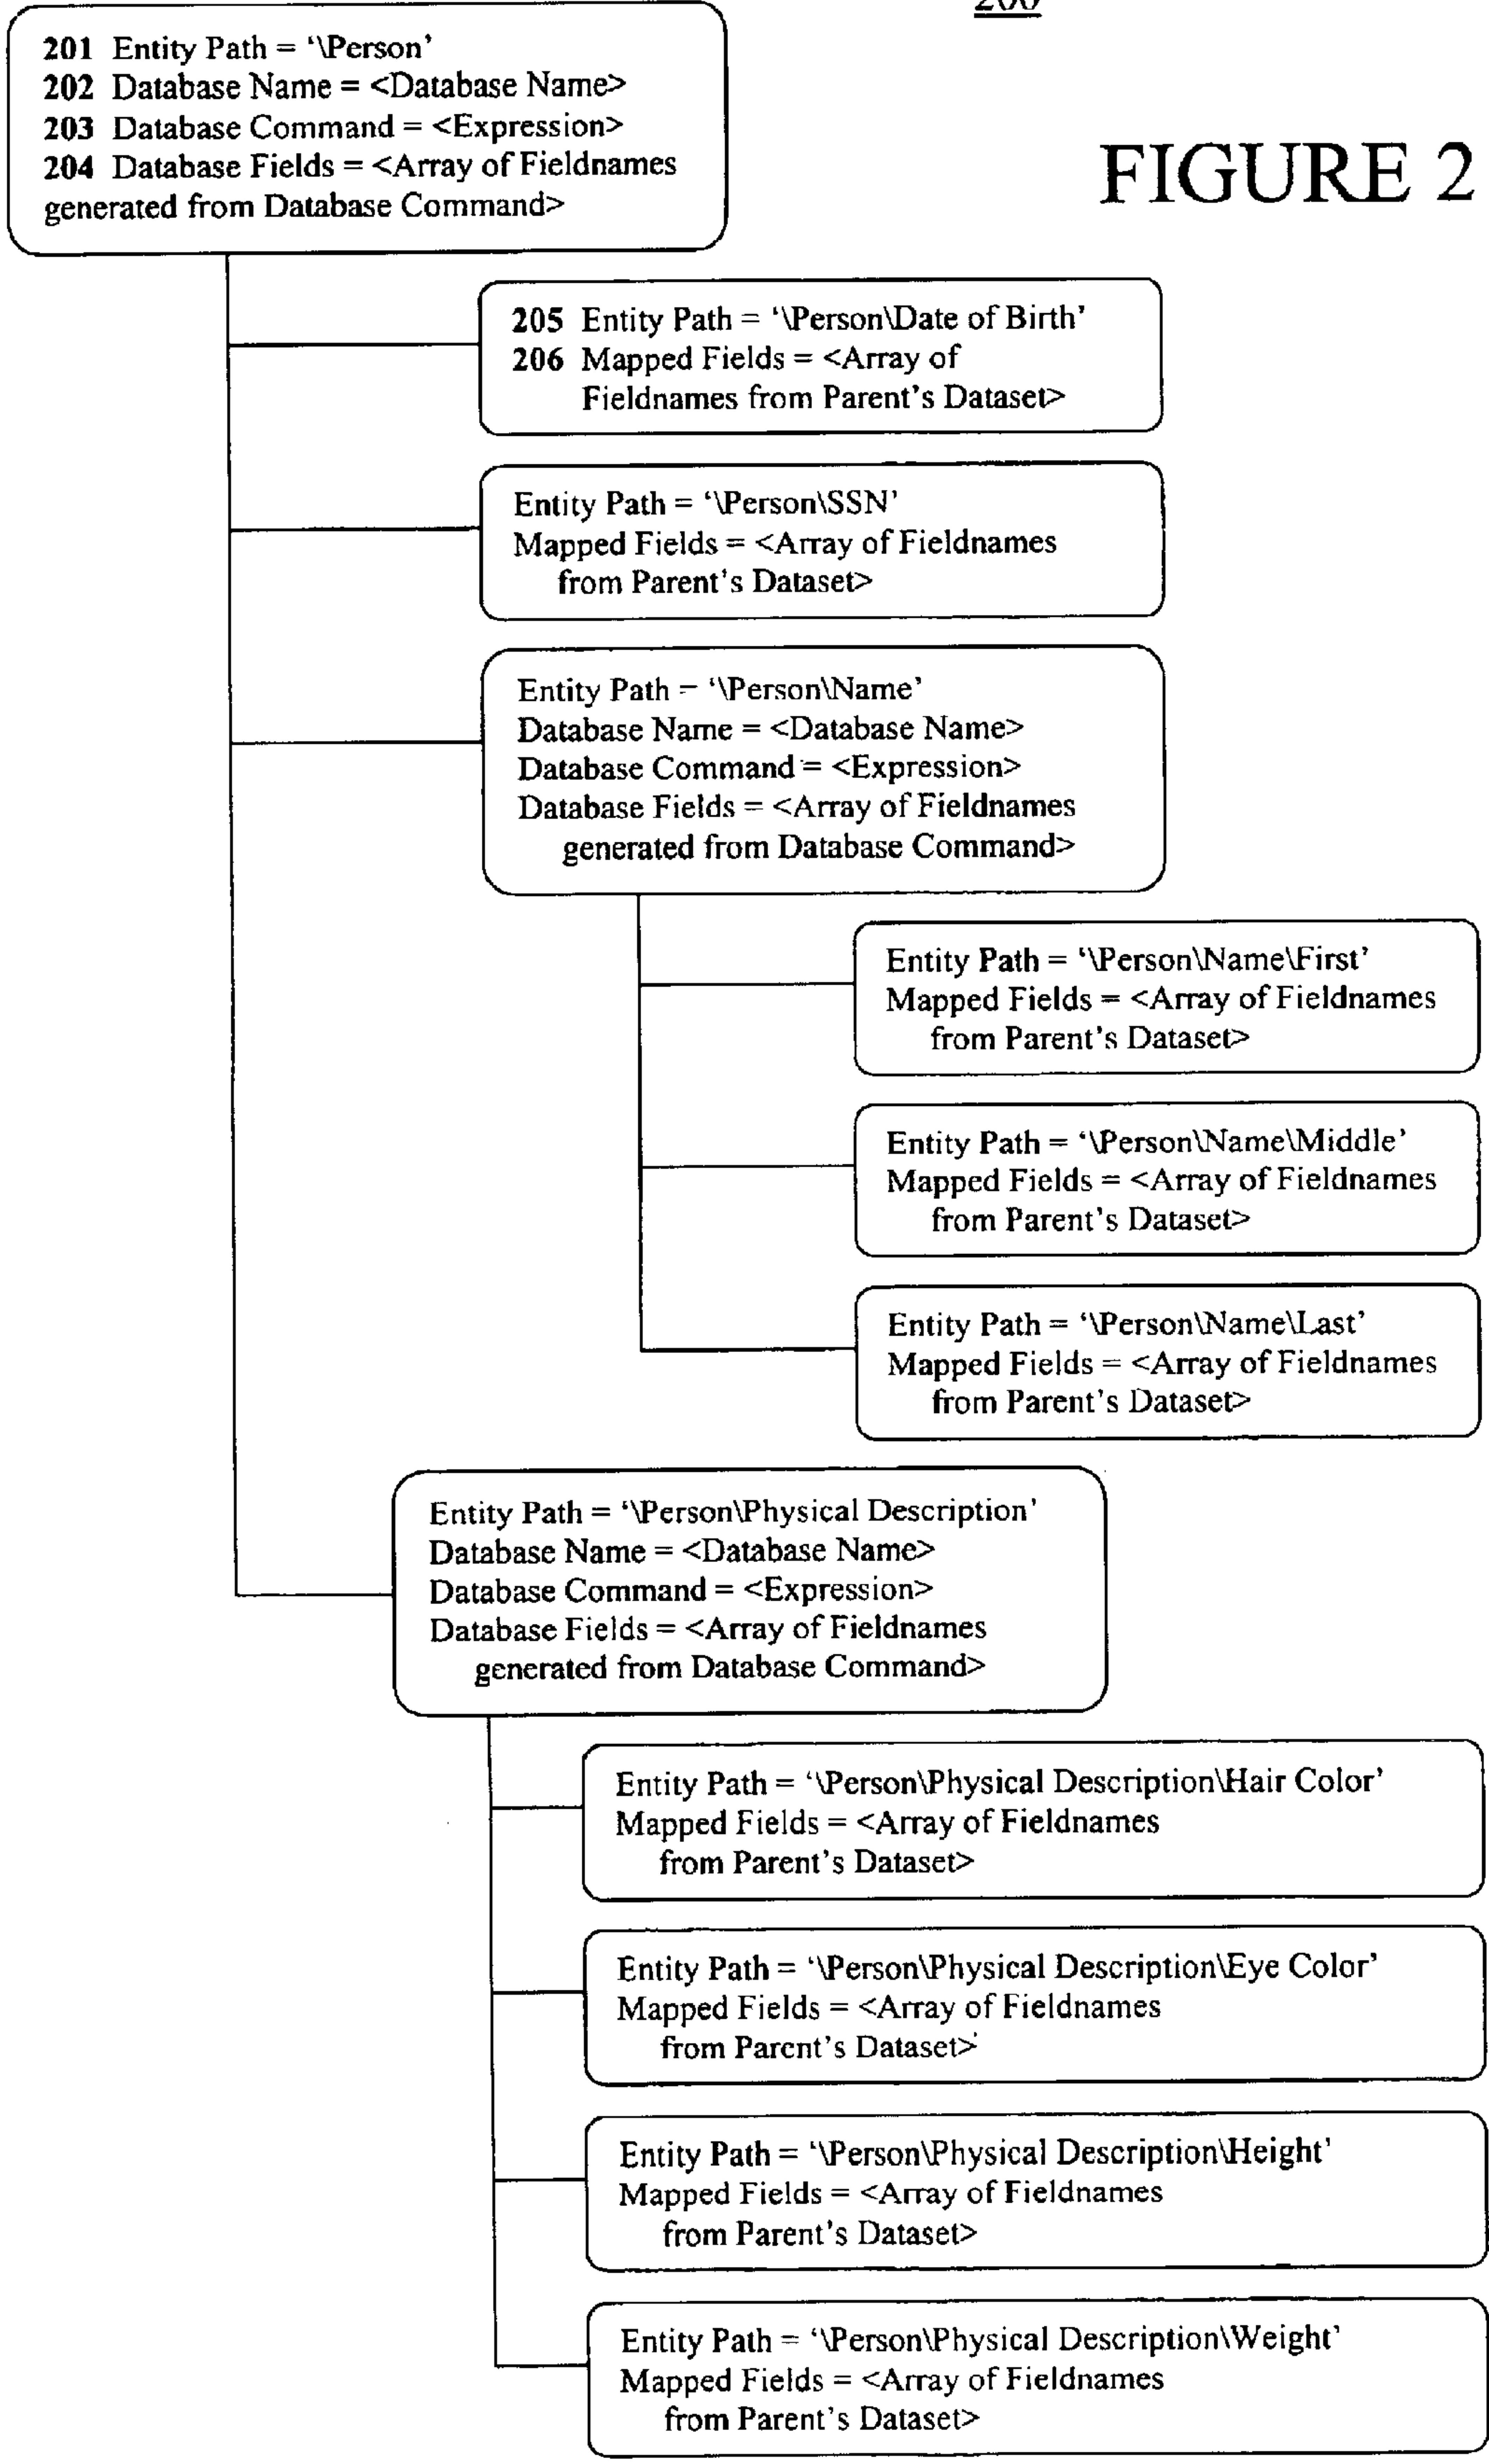 200
201 Entity Path = ‘\Person’
202 Database Name = <Database Name>
203 Database Command = <Expression>
204 Database Fields = <Array of Fieldnames
generated from Database Command>
FIGURE 2
205 Entity Path = ‘\Person\Date of Birth’
206 Mapped Fields = <Array of
Fieldnames from Parent's Dataset>
Entity Path = ‘\Person\SSN’
Mapped Fields = <Array of Fieldnames
from Parent's Dataset>
Entity Path = ‘\Person\Name’
Database Name = <Database Name>
Database Command = <Expression>
Database Fields = <Array of Fieldnames
generated from Database Command>
Entity Path = ‘\Person\Name\First’
Mapped Fields = <Array of Fieldnames
from Parent's Dataset>
Entity Path = ‘\Person\Name\Middle’
Mapped Fields = <Array of Fieldnames
from Parent's Dataset>
Entity Path = ‘\Person\Name\Last’
Mapped Fields = <Array of Fieldnames
from Parent's Dataset>
Entity Path = ‘\Person\Physical Description’
Database Name = <Database Name>
Database Command = <Expression>
Database Fields = <Array of Fieldnames
generated from Database Command>
Entity Path = ‘\Person\Physical Description\Hair Color’
Mapped Fields = <Array of Fieldnames
from Parent's Dataset>
Entity Path = ‘\Person\Physical Description\Eye Color’
Mapped Fields = <Array of Fieldnames
from Parent's Dataset>
Entity Path = ‘\Person\Physical Description\Height’
Mapped Fields = <Array of Fieldnames
from Parent's Dataset>
Entity Path = ‘\Person\Physical Description\Weight’
Mapped Fields = <Array of Fieldnames
from Parent's Dataset>